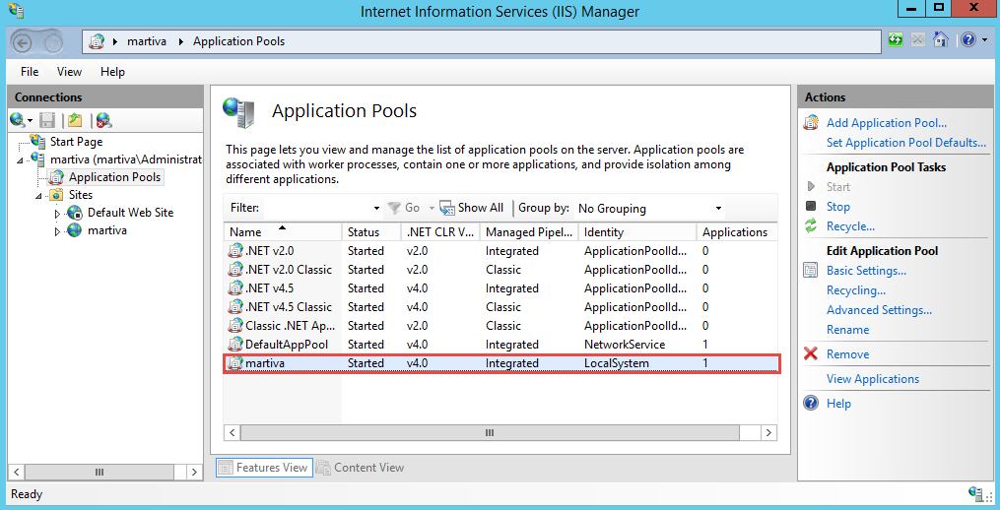 Internet Information Services (IIS) Manager
martiva Application Pools
File View Help
Connections
Start Page
martiva (martiva\Administrat
Application Pools
Sites
Default Web Site
martiva
Application Pools
This page lets you view and manage the list of application pools on the server. Application pools are
associated with worker processes, contain one or more applications, and provide isolation among
different applications.
Filter: Go Show All Group by: No Grouping
Name Status .NET CLR V... Managed Pipel... Identity Applications
.NET v2.0 Started v2.0 Integrated ApplicationPoolId... 0
.NET v2.0 Classic Started v2.0 Classic ApplicationPoolId... 0
.NET v4.5 Started v4.0 Integrated ApplicationPoolId... 0
.NET v4.5 Classic Started v4.0 Classic ApplicationPoolId... 0
Classic .NET Ap... Started v2.0 Classic ApplicationPoolId... 0
DefaultAppPool Started v4.0 Integrated NetworkService 1
martiva Started v4.0 Integrated LocalSystem 1
Features View Content View
Actions
Add Application Pool...
Set Application Pool Defaults...
Application Pool Tasks
Start
Stop
Recycle...
Edit Application Pool
Basic Settings...
Recycling...
Advanced Settings...
Rename
Remove
View Applications
Help
Ready